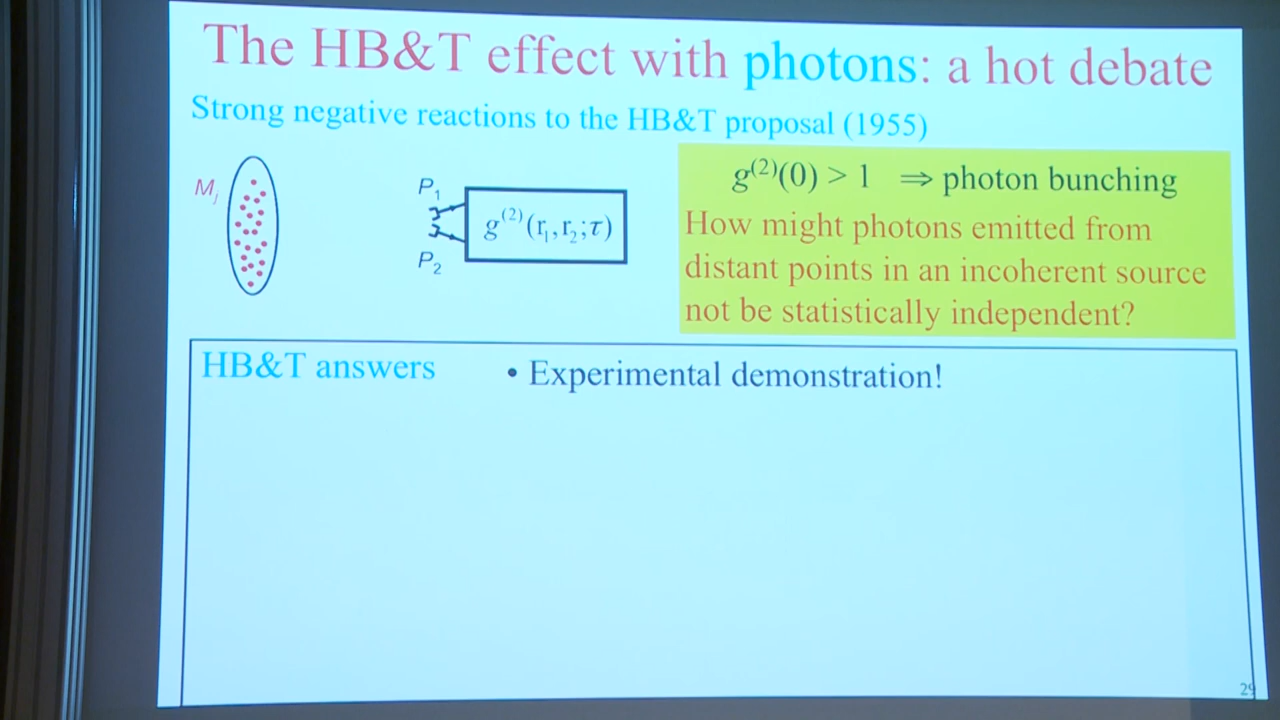 The HB&T effect with photons: a hot debate
Strong negative reactions to the HB&T proposal (1955)
M_j
P₁
g⁽²⁾(r₁,r₂;τ)
P₂
g⁽²⁾(0) > 1 ⇒ photon bunching
How might photons emitted from
distant points in an incoherent source
not be statistically independent?
HB&T answers
• Experimental demonstration!
29